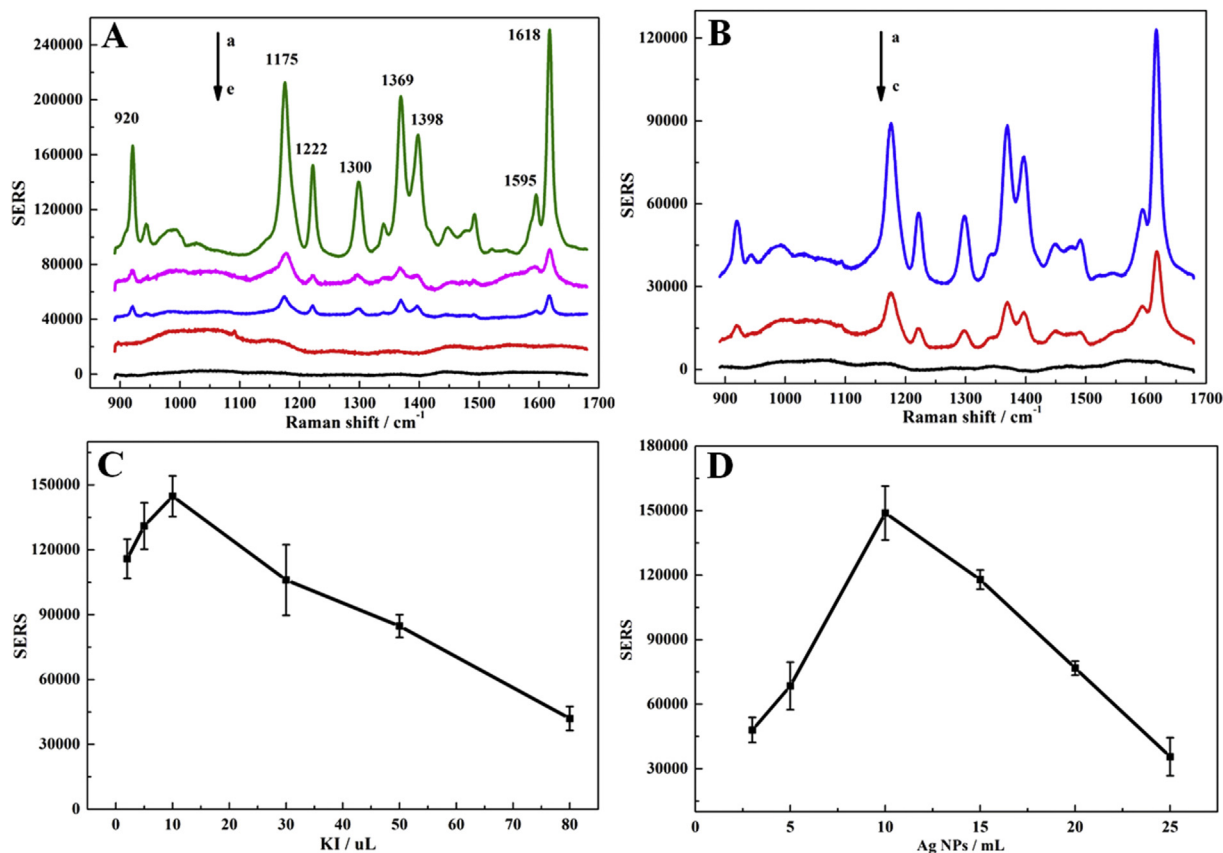 A
a
e
920
1175
1222
1300
1369
1398
1595
1618
240000
200000
160000
120000
80000
40000
0
SERS
900 1000 1100 1200 1300 1400 1500 1600 1700
Raman shift / cm-1
B
a
c
120000
90000
60000
30000
0
SERS
900 1000 1100 1200 1300 1400 1500 1600 1700
Raman shift / cm-1
C
150000
120000
90000
60000
30000
0
SERS
0 10 20 30 40 50 60 70 80
KI / uL
D
180000
150000
120000
90000
60000
30000
SERS
5 10 15 20 25
Ag NPs / mL